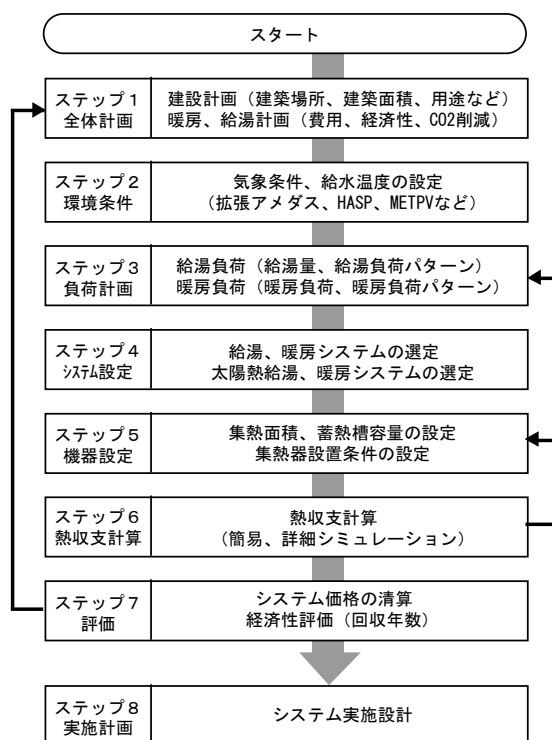 スタート
ステップ1
全体計画
建設計画（建築場所、建築面積、用途など）
暖房、給湯計画（費用、経済性、CO2削減）
ステップ2
環境条件
気象条件、給水温度の設定
（拡張アメダス、HASP、METPVなど）
ステップ3
負荷計画
給湯負荷（給湯量、給湯負荷パターン）
暖房負荷（暖房負荷、暖房負荷パターン）
ステップ4
ｼｽﾃﾑ設定
給湯、暖房システムの選定
太陽熱給湯、暖房システムの選定
ステップ5
機器設定
集熱面積、蓄熱槽容量の設定
集熱器設置条件の設定
ステップ6
熱収支計算
熱収支計算
（簡易、詳細シミュレーション）
ステップ7
評価
システム価格の清算
経済性評価（回収年数）
ステップ8
実施計画
システム実施設計